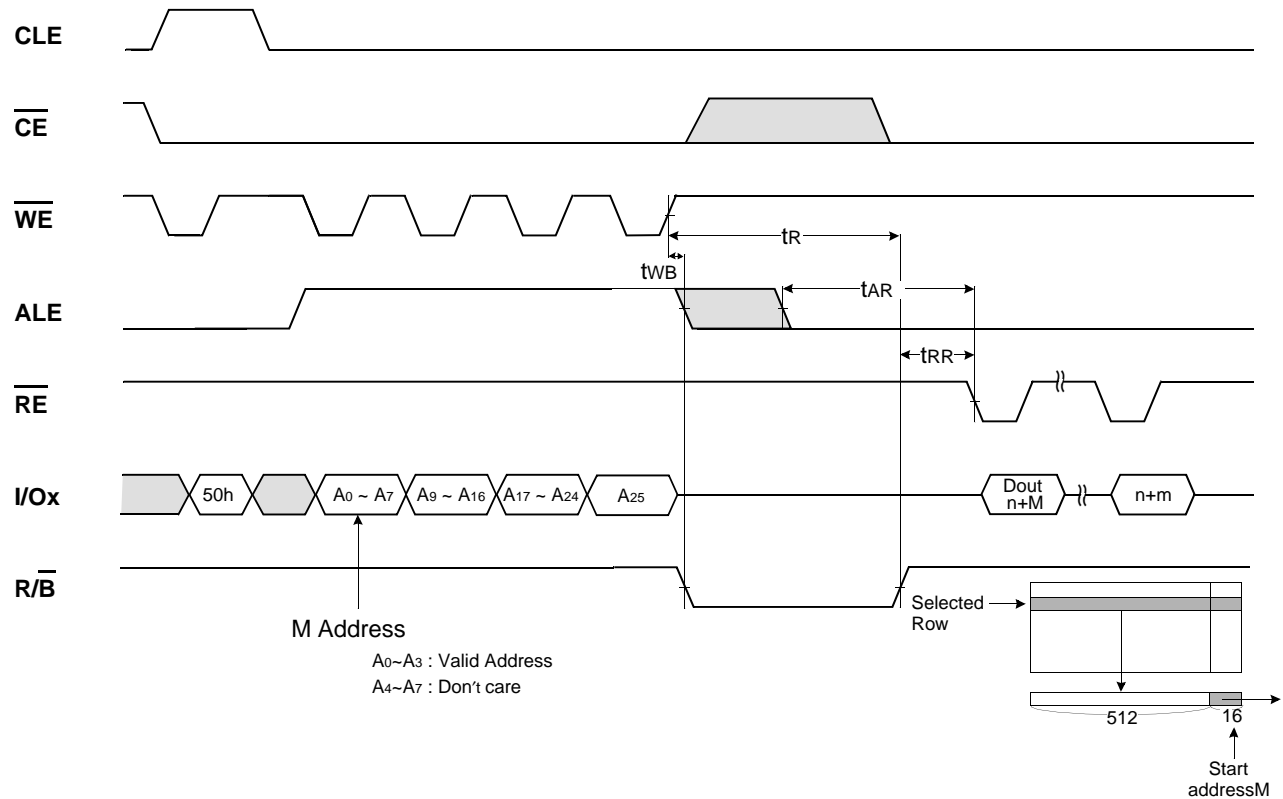 CLE
CE
WE
tR
tWB
ALE
tAR
tRR
RE
I/Ox
50h
A0 ~ A7
A9 ~ A16
A17 ~ A24
A25
Dout
n+M
n+m
R/B
M Address
A0~A3 : Valid Address
A4~A7 : Don't care
Selected
Row
512
16
Start
addressM